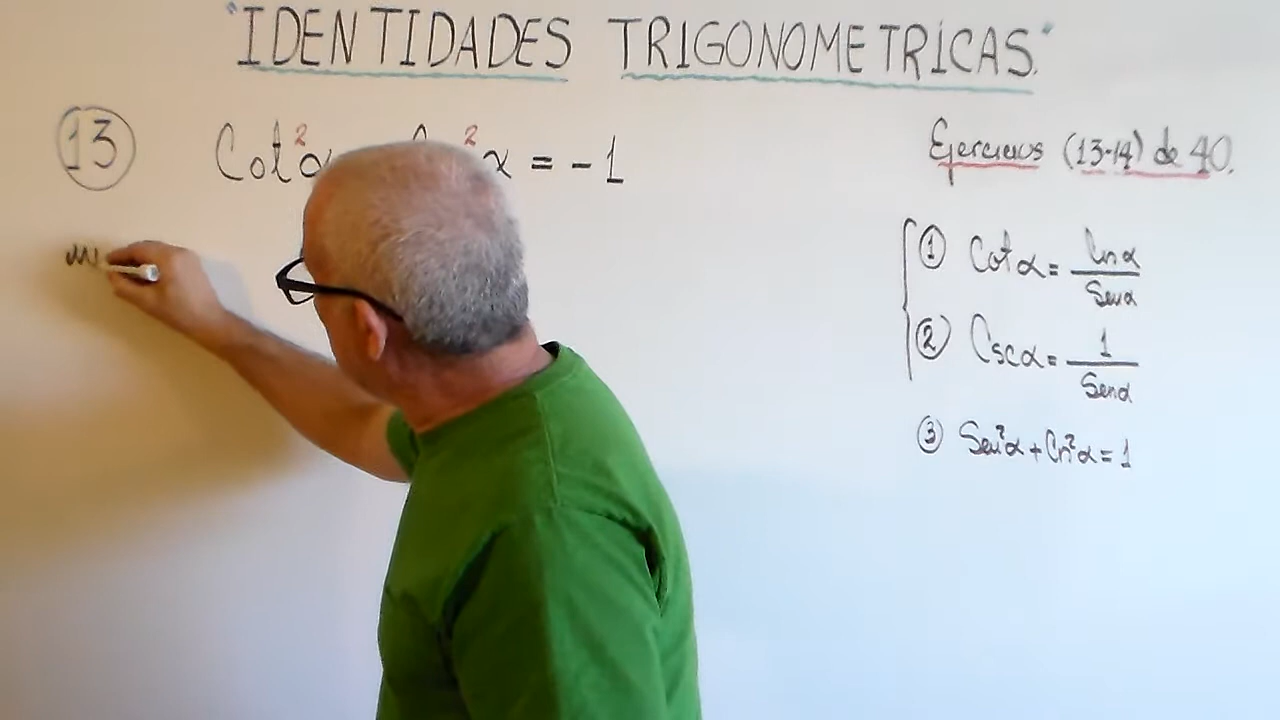 "IDENTIDADES TRIGONOMETRICAS."
13 Cot²α ² α = -1
Ejercicios (13-14) de 40.
1 Cotα = Cosα / Senα
2 Cscα = 1 / Senα
3 Sen²α + Cos²α = 1